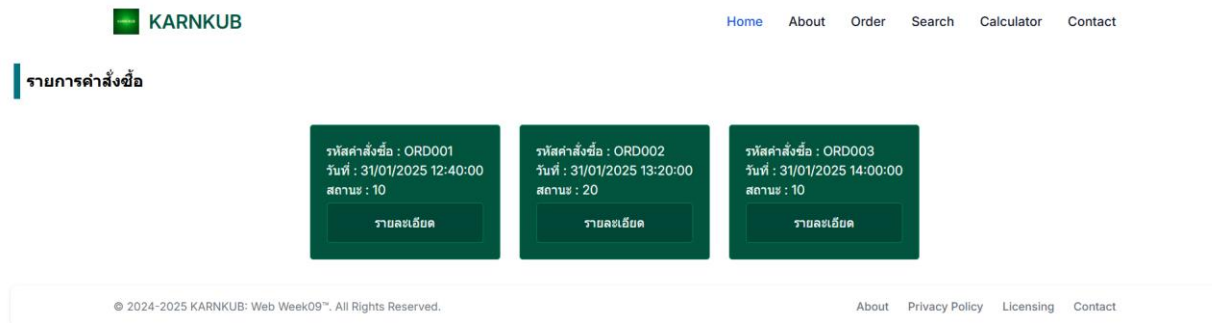 KARNKUB
Home About Order Search Calculator Contact
รายการคำสั่งซื้อ
รหัสคำสั่งซื้อ : ORD001
วันที่ : 31/01/2025 12:40:00
สถานะ : 10
รายละเอียด
รหัสคำสั่งซื้อ : ORD002
วันที่ : 31/01/2025 13:20:00
สถานะ : 20
รายละเอียด
รหัสคำสั่งซื้อ : ORD003
วันที่ : 31/01/2025 14:00:00
สถานะ : 10
รายละเอียด
© 2024-2025 KARNKUB: Web Week09™. All Rights Reserved.
About Privacy Policy Licensing Contact